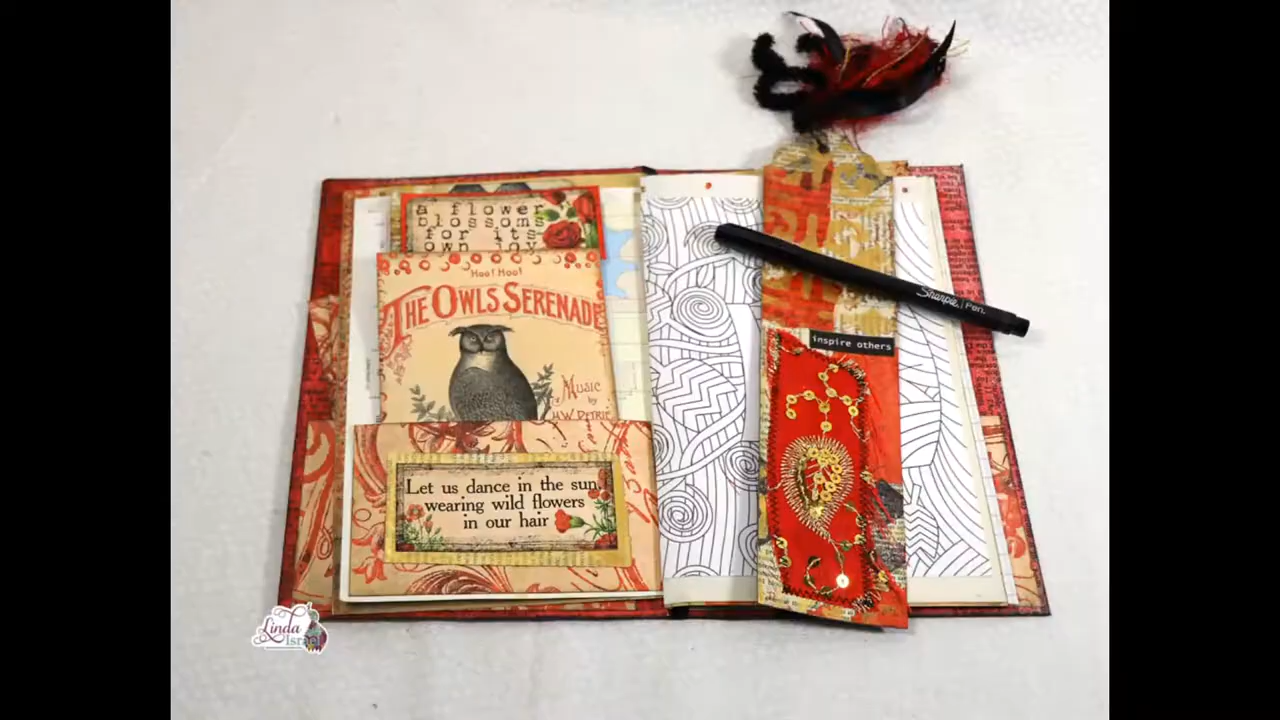 a flower
blossoms
for its
own joy
Hoo! Hoo!
THE OWLS SERENADE
MUSIC
by
H.W. PETRIE
Let us dance in the sun,
wearing wild flowers
in our hair
Sharpie Pen.
inspire others
Linda
Israel